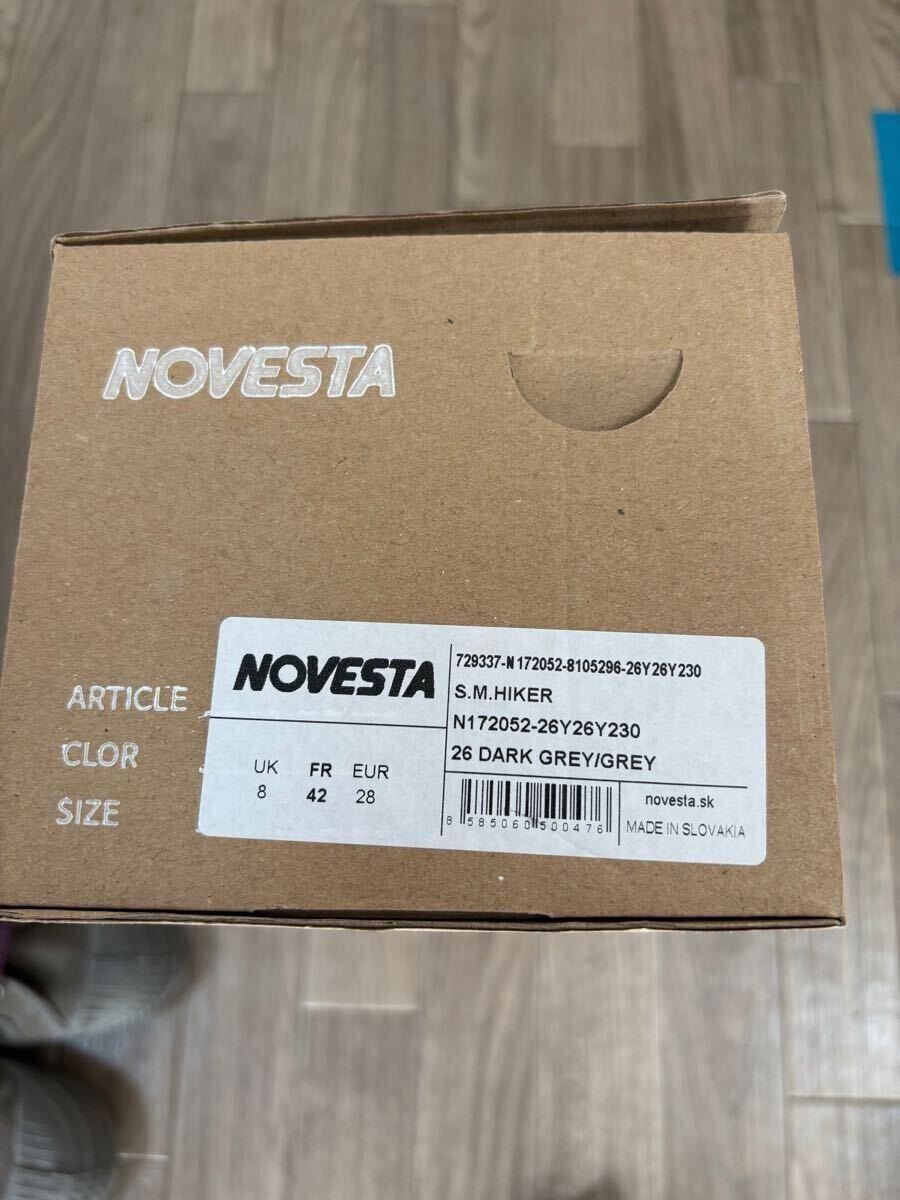 NOVESTA
ARTICLE
CLOR
SIZE
NOVESTA
UK FR EUR
8 42 28
729337-N172052-8105296-26Y26Y230
S.M.HIKER
N172052-26Y26Y230
26 DARK GREY/GREY
8 585060 500476
novesta.sk
MADE IN SLOVAKIA